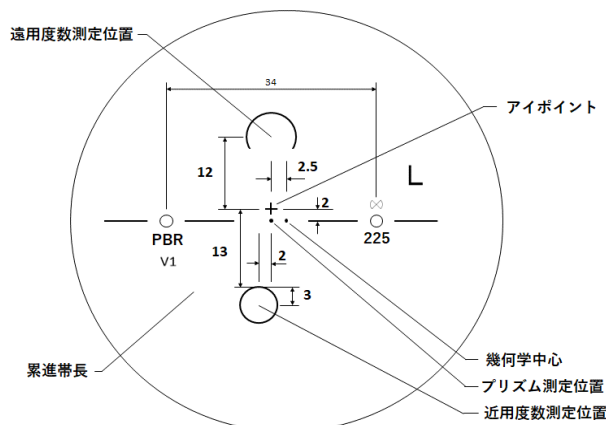 遠用度数測定位置
34
アイポイント
12
2.5
L
2
PBR
225
V1
13
2
3
累進帯長
幾何学中心
プリズム測定位置
近用度数測定位置